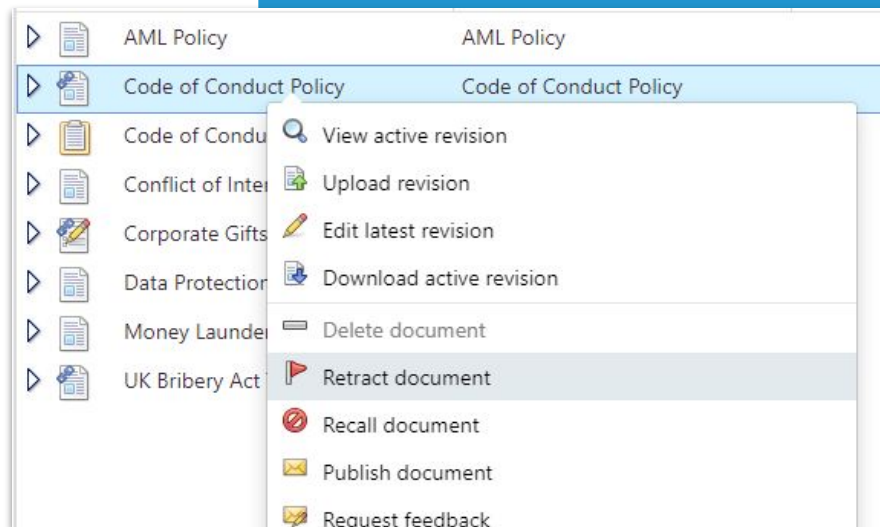 AML Policy AML Policy
Code of Conduct Policy Code of Conduct Policy
Code of Condu
View active revision
Upload revision
Conflict of Inter
Edit latest revision
Corporate Gifts
Download active revision
Data Protection
Delete document
Money Launder
Retract document
UK Bribery Act
Recall document
Publish document
Request feedback